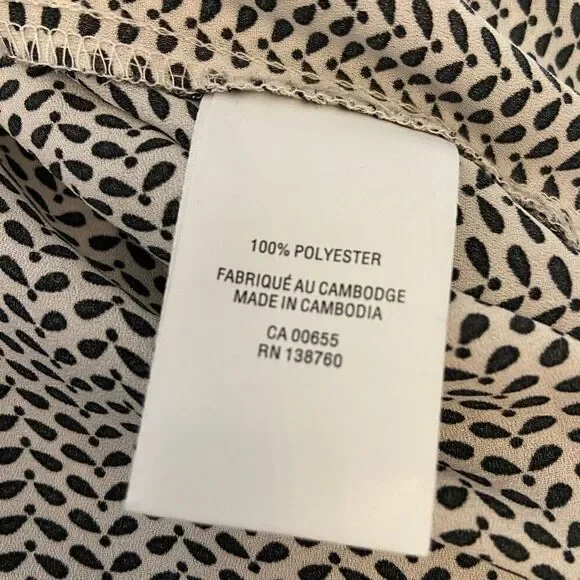 100% POLYESTER
FABRIQUÉ AU CAMBODGE
MADE IN CAMBODIA
CA 00655
RN 138760